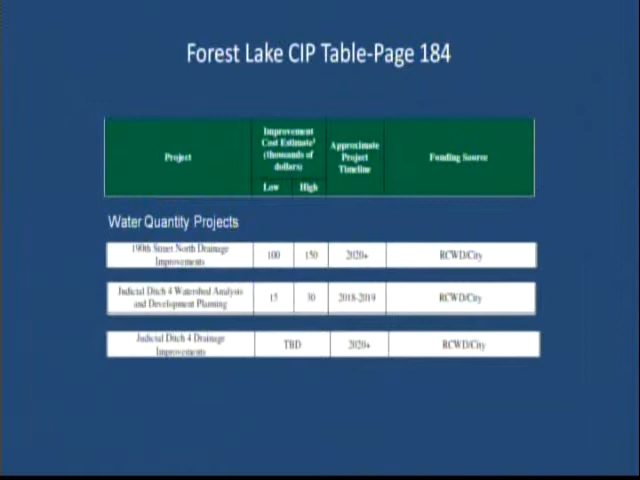 Forest Lake CIP Table-Page 184
Project
Improvement
Cost Estimate¹
(thousands of
dollars)
Low High
Approximate
Project
Timeline
Funding Source
Water Quantity Projects
190th Street North Drainage
Improvements
100 150 2020+ RCWD/City
Judicial Ditch 4 Watershed Analysis
and Development Planning
15 2018-2019 RCWD/City
Judicial Ditch 4 Drainage
Improvements
TBD 2020+ RCWD/City